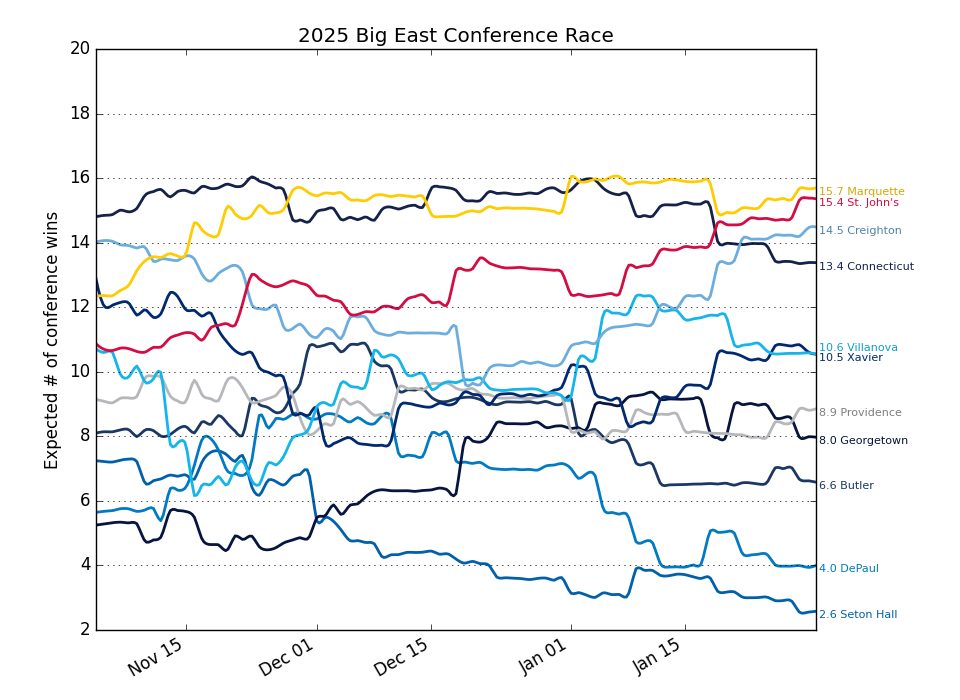 2025 Big East Conference Race
Expected # of conference wins
20
18
16
14
12
10
8
6
4
2
15.7 Marquette
15.4 St. John's
14.5 Creighton
13.4 Connecticut
10.6 Villanova
10.5 Xavier
8.9 Providence
8.0 Georgetown
6.6 Butler
4.0 DePaul
2.6 Seton Hall
Nov 15
Dec 01
Dec 15
Jan 01
Jan 15